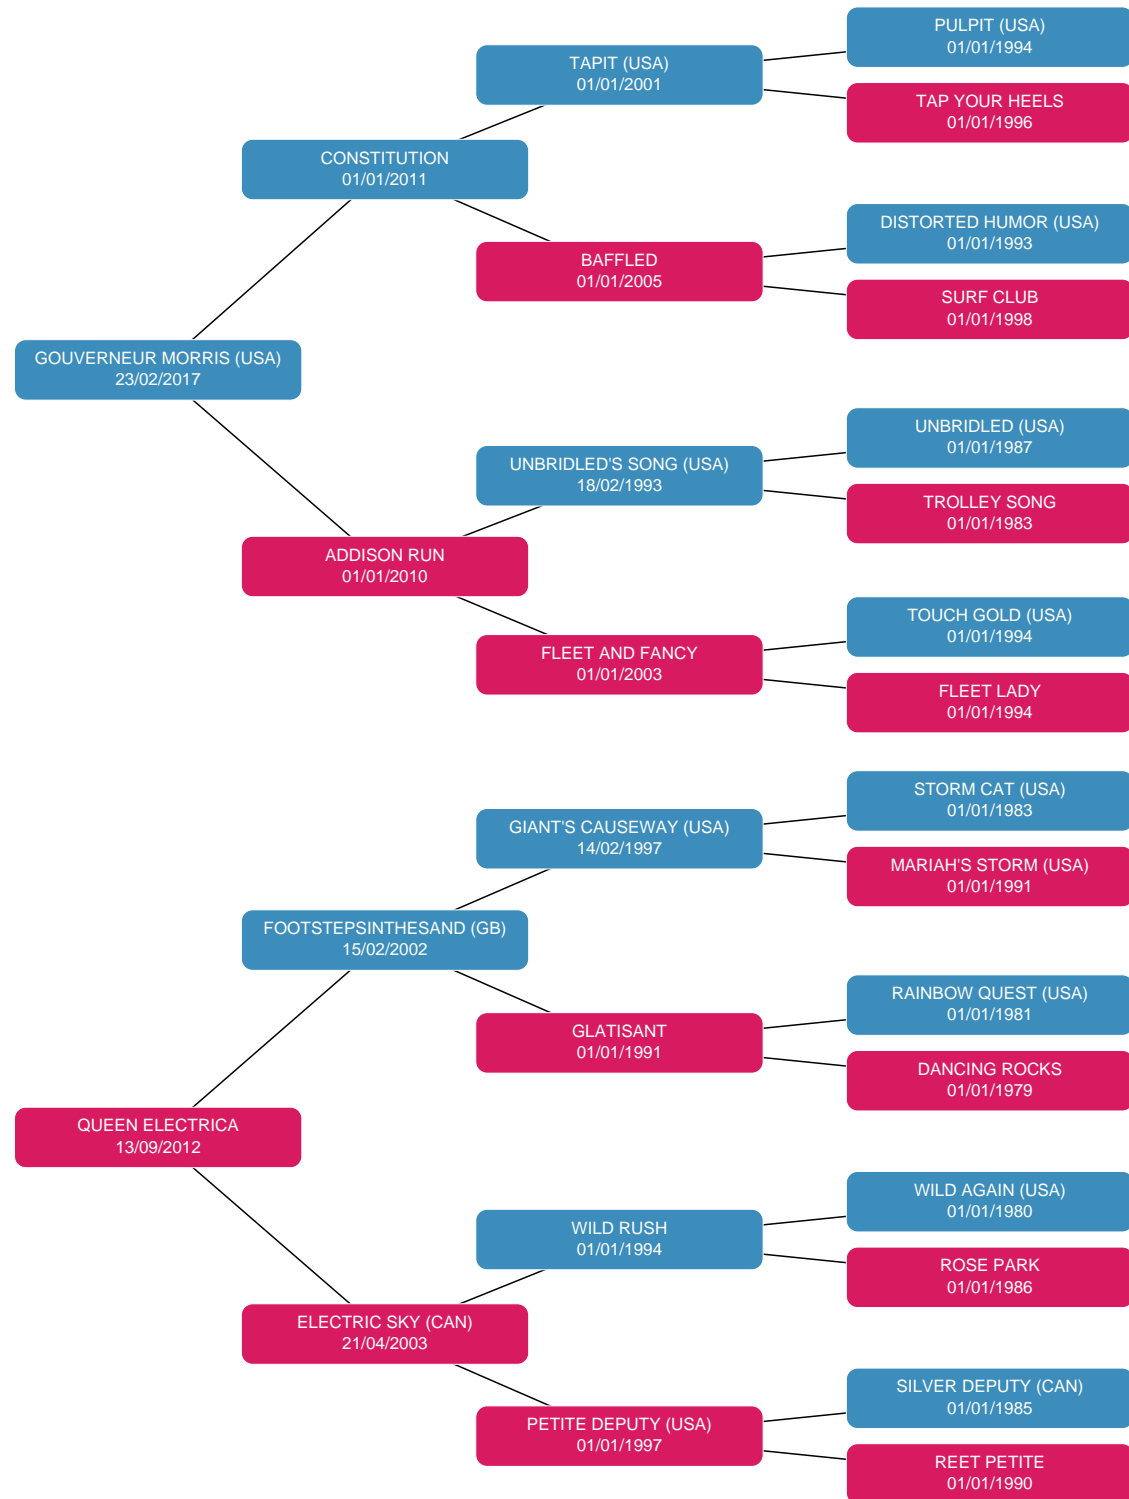 PULPIT (USA)
01/01/1994
TAPIT (USA)
01/01/2001
TAP YOUR HEELS
01/01/1996
CONSTITUTION
01/01/2011
DISTORTED HUMOR (USA)
01/01/1993
BAFFLED
01/01/2005
SURF CLUB
01/01/1998
GOUVERNEUR MORRIS (USA)
23/02/2017
UNBRIDLED (USA)
01/01/1987
UNBRIDLED'S SONG (USA)
18/02/1993
TROLLEY SONG
01/01/1983
ADDISON RUN
01/01/2010
TOUCH GOLD (USA)
01/01/1994
FLEET AND FANCY
01/01/2003
FLEET LADY
01/01/1994
STORM CAT (USA)
01/01/1983
GIANT'S CAUSEWAY (USA)
14/02/1997
MARIAH'S STORM (USA)
01/01/1991
FOOTSTEPSINTHESAND (GB)
15/02/2002
RAINBOW QUEST (USA)
01/01/1981
GLATISANT
01/01/1991
DANCING ROCKS
01/01/1979
QUEEN ELECTRICA
13/09/2012
WILD AGAIN (USA)
01/01/1980
WILD RUSH
01/01/1994
ROSE PARK
01/01/1986
ELECTRIC SKY (CAN)
21/04/2003
SILVER DEPUTY (CAN)
01/01/1985
PETITE DEPUTY (USA)
01/01/1997
REET PETITE
01/01/1990